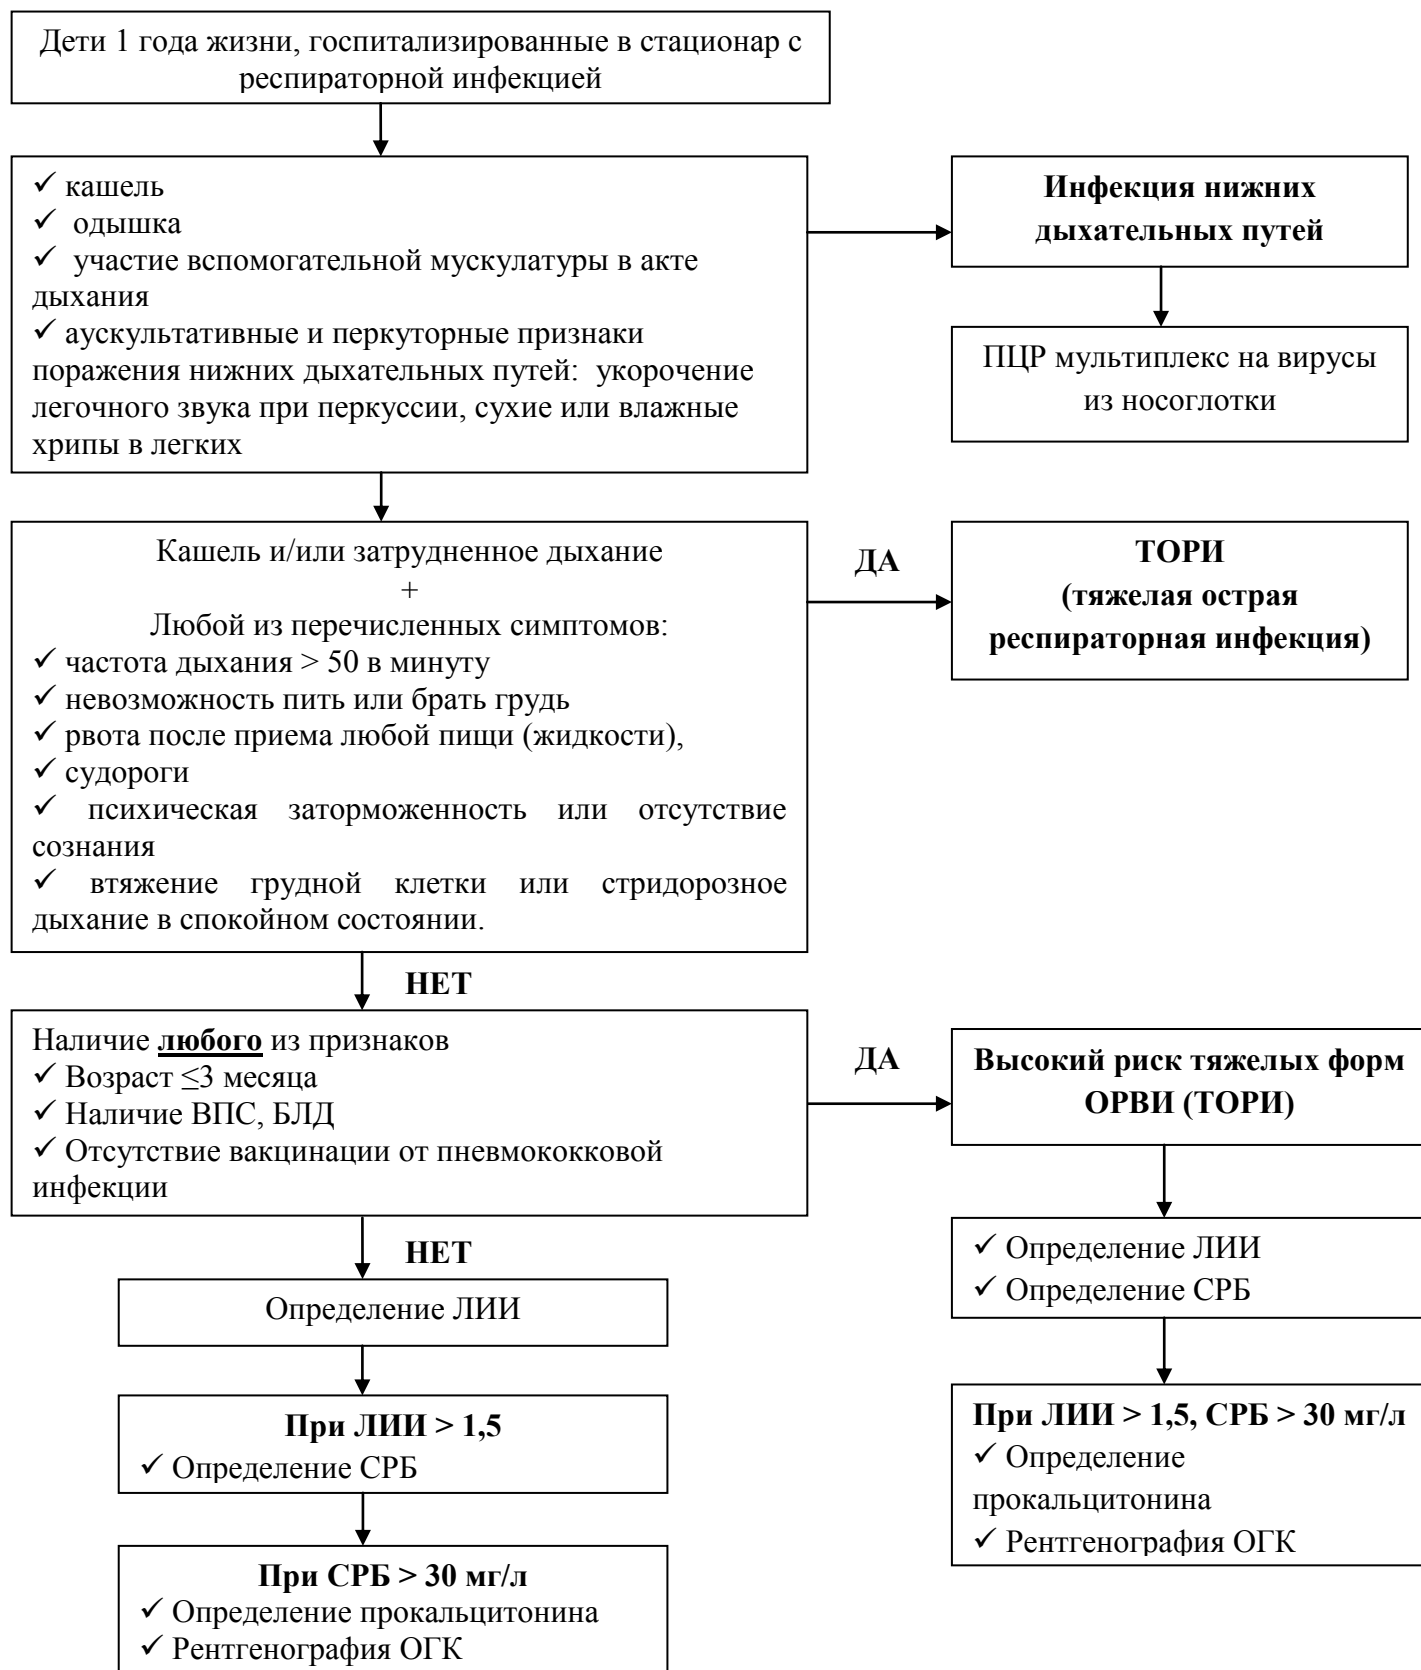 Дети 1 года жизни, госпитализированные в стационар с
респираторной инфекцией
✓ кашель
✓ одышка
✓ участие вспомогательной мускулатуры в акте
дыхания
✓ аускультативные и перкуторные признаки
поражения нижних дыхательных путей: укорочение
легочного звука при перкуссии, сухие или влажные
хрипы в легких
Инфекция нижних
дыхательных путей
ПЦР мультиплекс на вирусы
из носоглотки
Кашель и/или затрудненное дыхание
+
Любой из перечисленных симптомов:
✓ частота дыхания > 50 в минуту
✓ невозможность пить или брать грудь
✓ рвота после приема любой пищи (жидкости),
✓ судороги
✓ психическая заторможенность или отсутствие
сознания
✓ втяжение грудной клетки или стридорозное
дыхание в спокойном состоянии.
ДА
ТОРИ
(тяжелая острая
респираторная инфекция)
НЕТ
Наличие любого из признаков
✓ Возраст ≤3 месяца
✓ Наличие ВПС, БЛД
✓ Отсутствие вакцинации от пневмококковой
инфекции
ДА
Высокий риск тяжелых форм
ОРВИ (ТОРИ)
✓ Определение ЛИИ
✓ Определение СРБ
При ЛИИ > 1,5, СРБ > 30 мг/л
✓ Определение
прокальцитонина
✓ Рентгенография ОГК
НЕТ
Определение ЛИИ
При ЛИИ > 1,5
✓ Определение СРБ
При СРБ > 30 мг/л
✓ Определение прокальцитонина
✓ Рентгенография ОГК